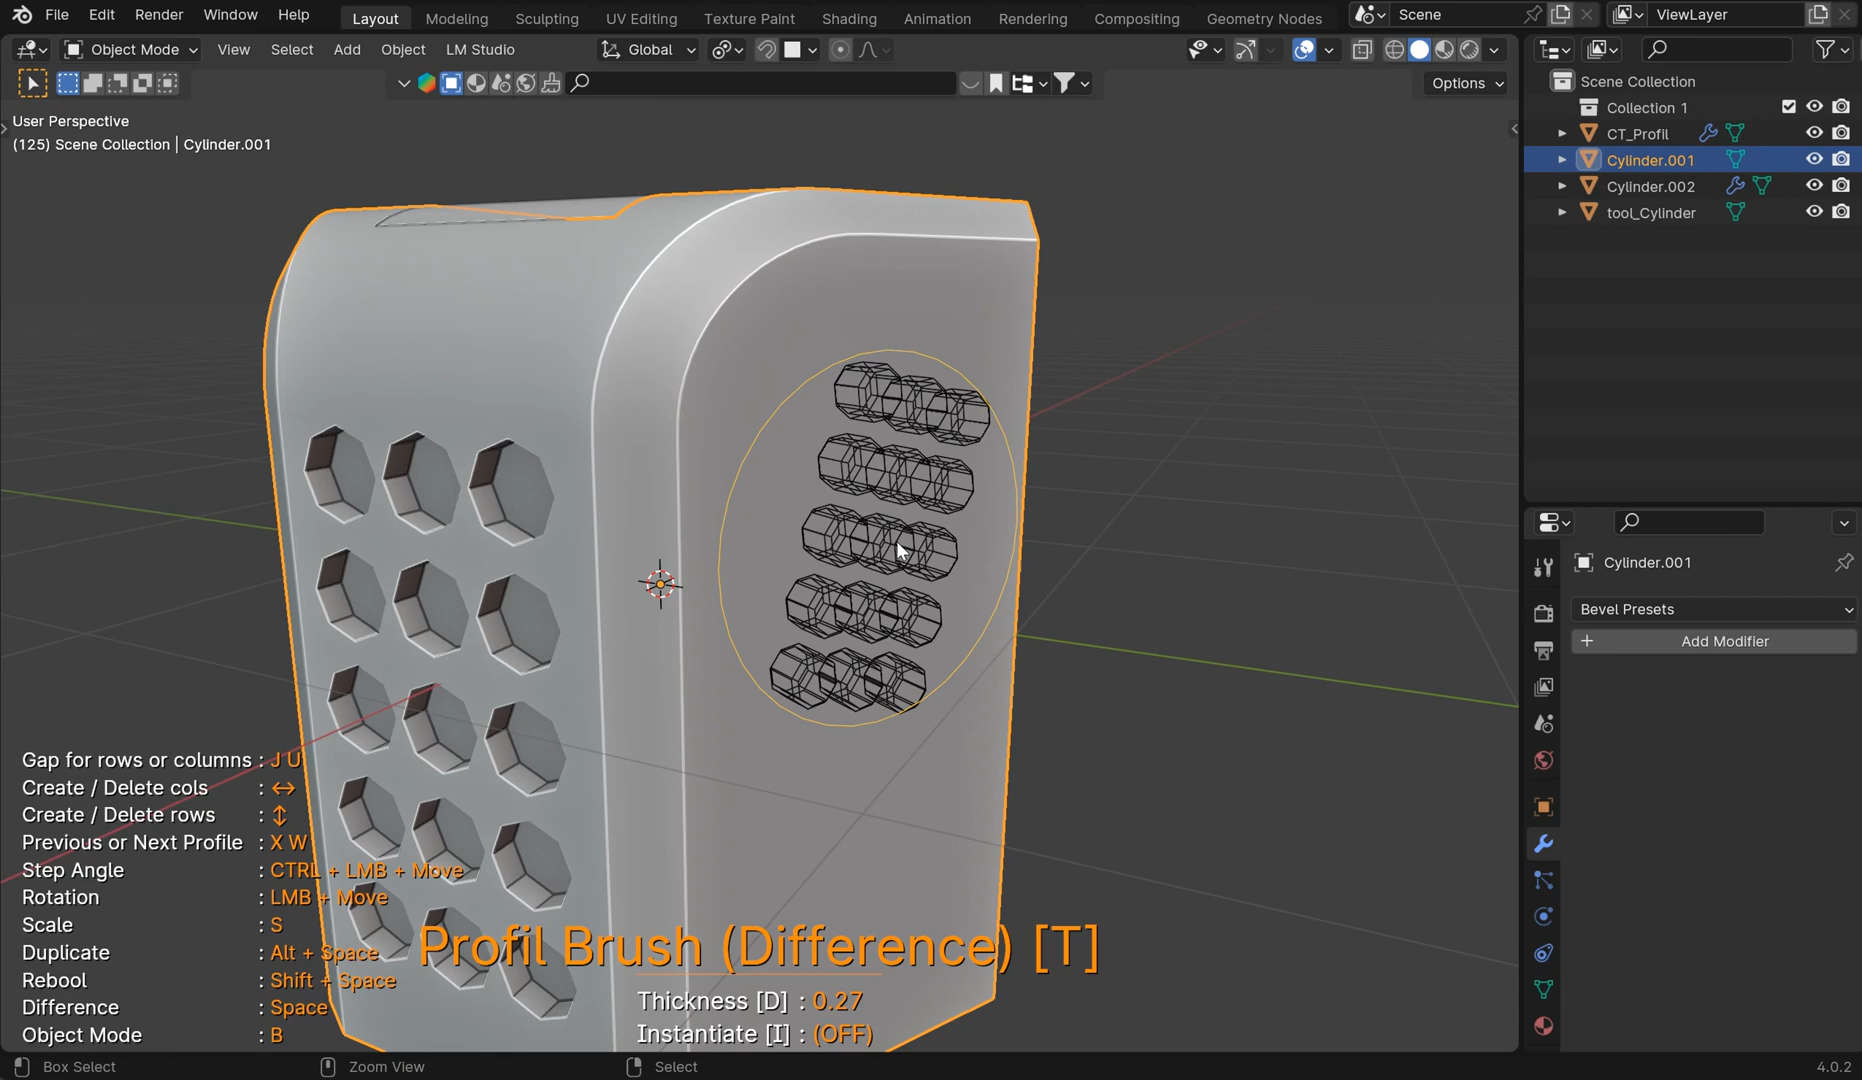 File Edit Render Window Help Layout Modeling Sculpting UV Editing Texture Paint Shading Animation Rendering Compositing Geometry Nodes Scene ViewLayer
Object Mode View Select Add Object LM Studio Global
Options
User Perspective
(125) Scene Collection | Cylinder.001
Scene Collection
Collection 1
CT_Profil
Cylinder.001
Cylinder.002
tool_Cylinder
Cylinder.001
Bevel Presets
+ Add Modifier
Gap for rows or columns : J U
Create / Delete cols : ↔
Create / Delete rows : ↕
Previous or Next Profile : X W
Step Angle : CTRL + LMB + Move
Rotation : LMB + Move
Scale : S
Duplicate : Alt + Space
Rebool : Shift + Space
Difference : Space
Object Mode : B
Profil Brush (Difference) [T]
Thickness [D] : 0.27
Instantiate [I] : (OFF)
Box Select Zoom View Select 4.0.2